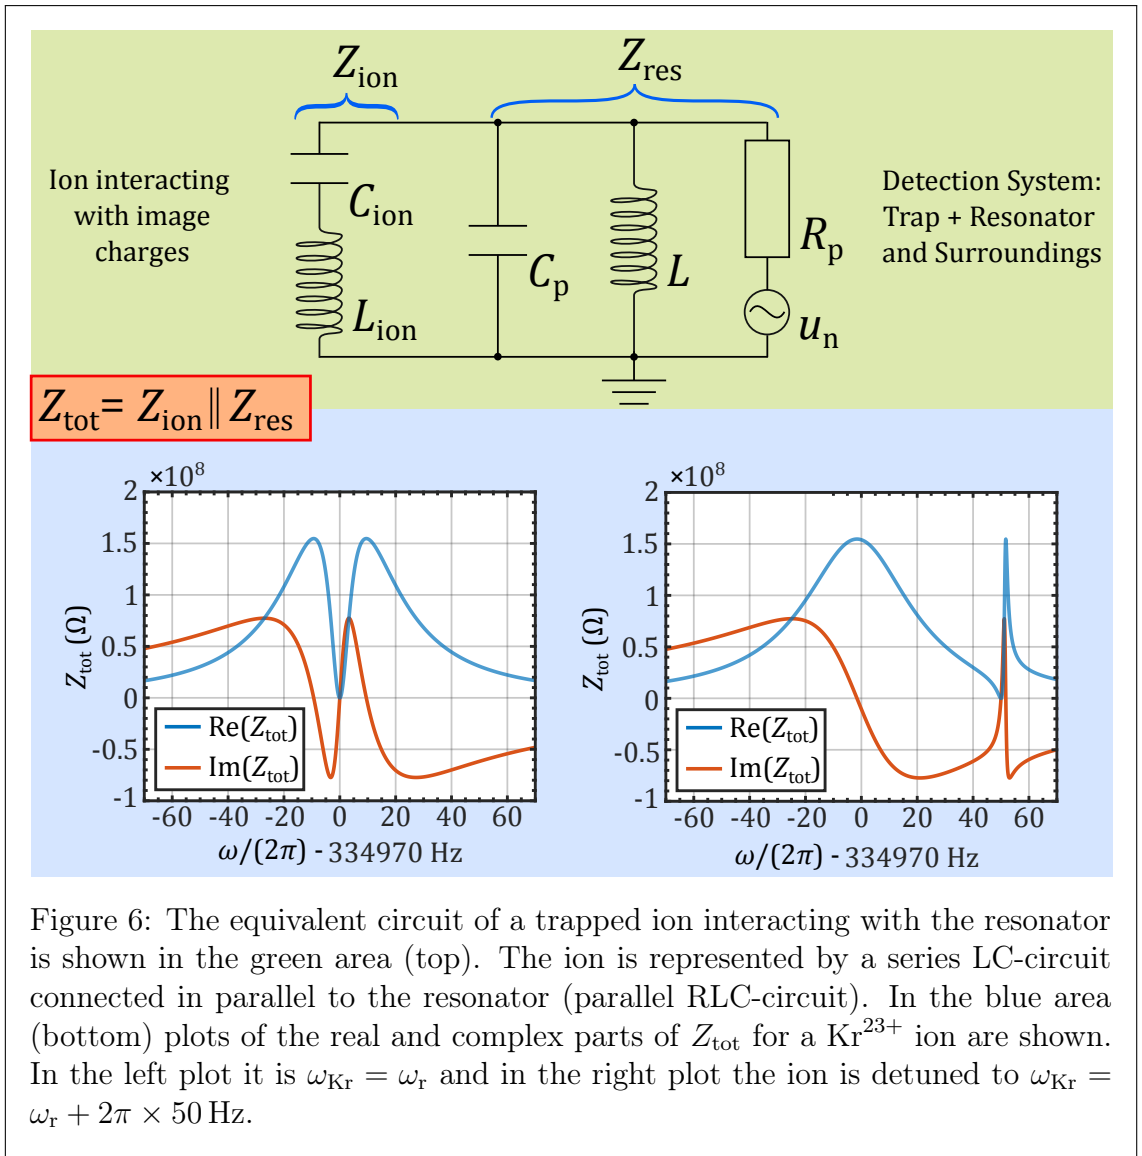 Z_ion
Z_res
Ion interacting
with image
charges
C_ion
L_ion
C_p
L
R_p
u_n
Detection System:
Trap + Resonator
and Surroundings
Z_tot = Z_ion || Z_res
×10^8
2
1.5
1
0.5
0
-0.5
-1
Z_tot (Ω)
Re(Z_tot)
Im(Z_tot)
-60 -40 -20 0 20 40 60
ω/(2π) - 334970 Hz
×10^8
2
1.5
1
0.5
0
-0.5
-1
Z_tot (Ω)
Re(Z_tot)
Im(Z_tot)
-60 -40 -20 0 20 40 60
ω/(2π) - 334970 Hz
Figure 6: The equivalent circuit of a trapped ion interacting with the resonator
is shown in the green area (top). The ion is represented by a series LC-circuit
connected in parallel to the resonator (parallel RLC-circuit). In the blue area
(bottom) plots of the real and complex parts of Z_tot for a Kr^23+ ion are shown.
In the left plot it is ω_Kr = ω_r and in the right plot the ion is detuned to ω_Kr =
ω_r + 2π × 50 Hz.